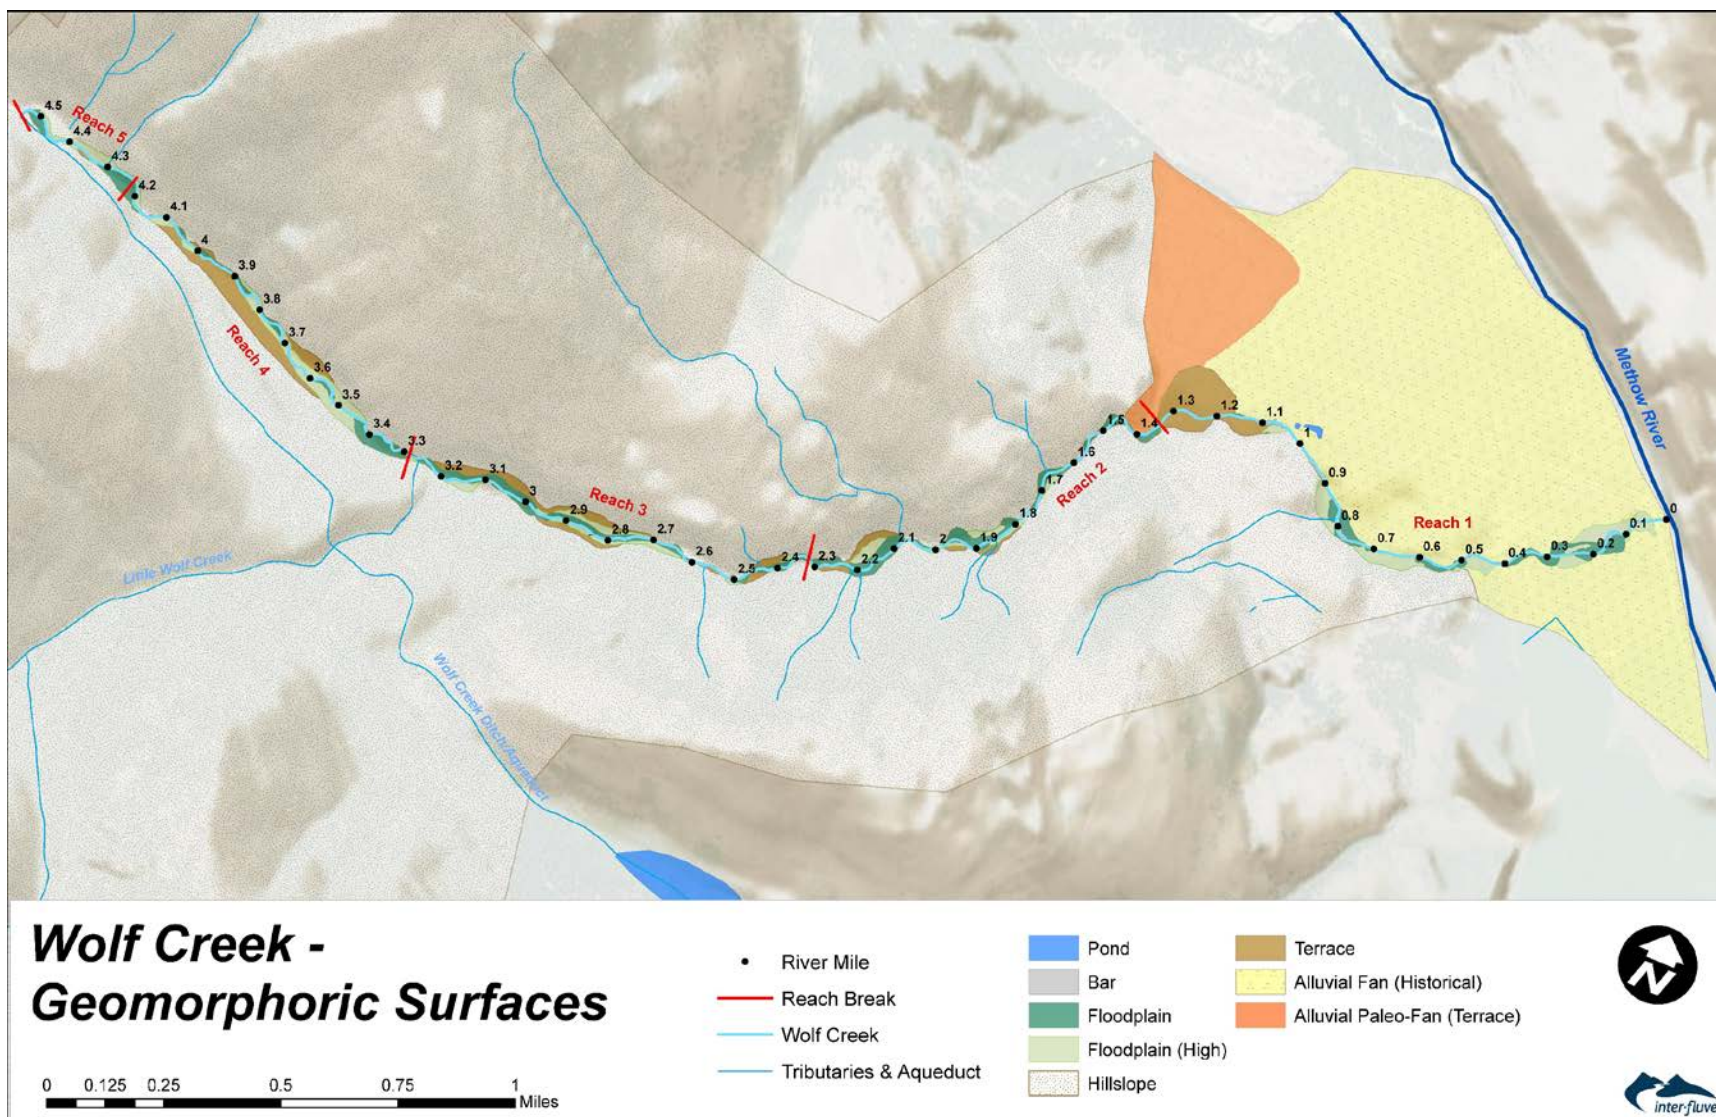 4.5
Reach 5
4.4
4.3
4.2
4.1
4
3.9
3.8
3.7
Reach 4
3.6
3.5
3.4
3.3
3.2
3.1
3
Reach 3
2.9
2.8
2.7
2.6
2.5
2.4
2.3
2.2
2.1
2
1.9
1.8
1.7
Reach 2
1.6
1.5
1.4
1.3
1.2
1.1
1
0.9
0.8
0.7
Reach 1
0.6
0.5
0.4
0.3
0.2
0.1
0
Methow River
Little Wolf Creek
Wolf Creek Ditch/Aqueduct
Wolf Creek -
Geomorphoric Surfaces
0 0.125 0.25 0.5 0.75 1
Miles
River Mile
Reach Break
Wolf Creek
Tributaries & Aqueduct
Pond
Bar
Floodplain
Floodplain (High)
Hillslope
Terrace
Alluvial Fan (Historical)
Alluvial Paleo-Fan (Terrace)
N
inter-fluve